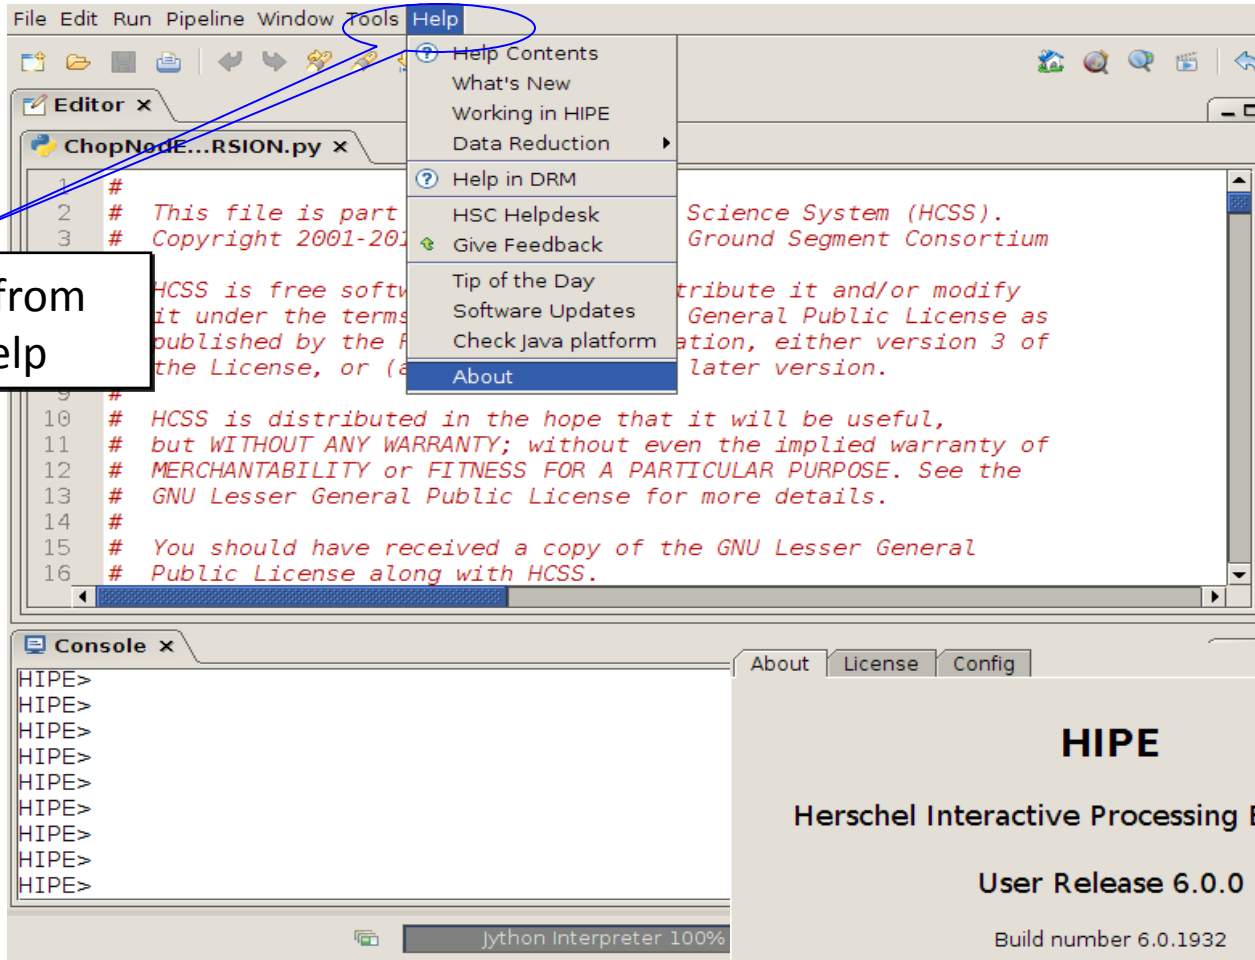 File Edit Run Pipeline Window Tools Help
Help Contents
What's New
Working in HIPE
Data Reduction
Help in DRM
HSC Helpdesk
Give Feedback
Tip of the Day
Software Updates
Check Java platform
About
Editor x
ChopNodE...RSION.py x
1 #
2 # This file is part Science System (HCSS).
3 # Copyright 2001-201 Ground Segment Consortium
HCSS is free softw tribute it and/or modify
it under the terms General Public License as
published by the F ation, either version 3 of
the License, or (a later version.
9 #
10 # HCSS is distributed in the hope that it will be useful,
11 # but WITHOUT ANY WARRANTY; without even the implied warranty of
12 # MERCHANTABILITY or FITNESS FOR A PARTICULAR PURPOSE. See the
13 # GNU Lesser General Public License for more details.
14 #
15 # You should have received a copy of the GNU Lesser General
16 # Public License along with HCSS.
from
elp
Console x
HIPE>
HIPE>
HIPE>
HIPE>
HIPE>
HIPE>
HIPE>
HIPE>
HIPE>
About License Config
HIPE
Herschel Interactive Processing
User Release 6.0.0
Build number 6.0.1932
Jython Interpreter 100%